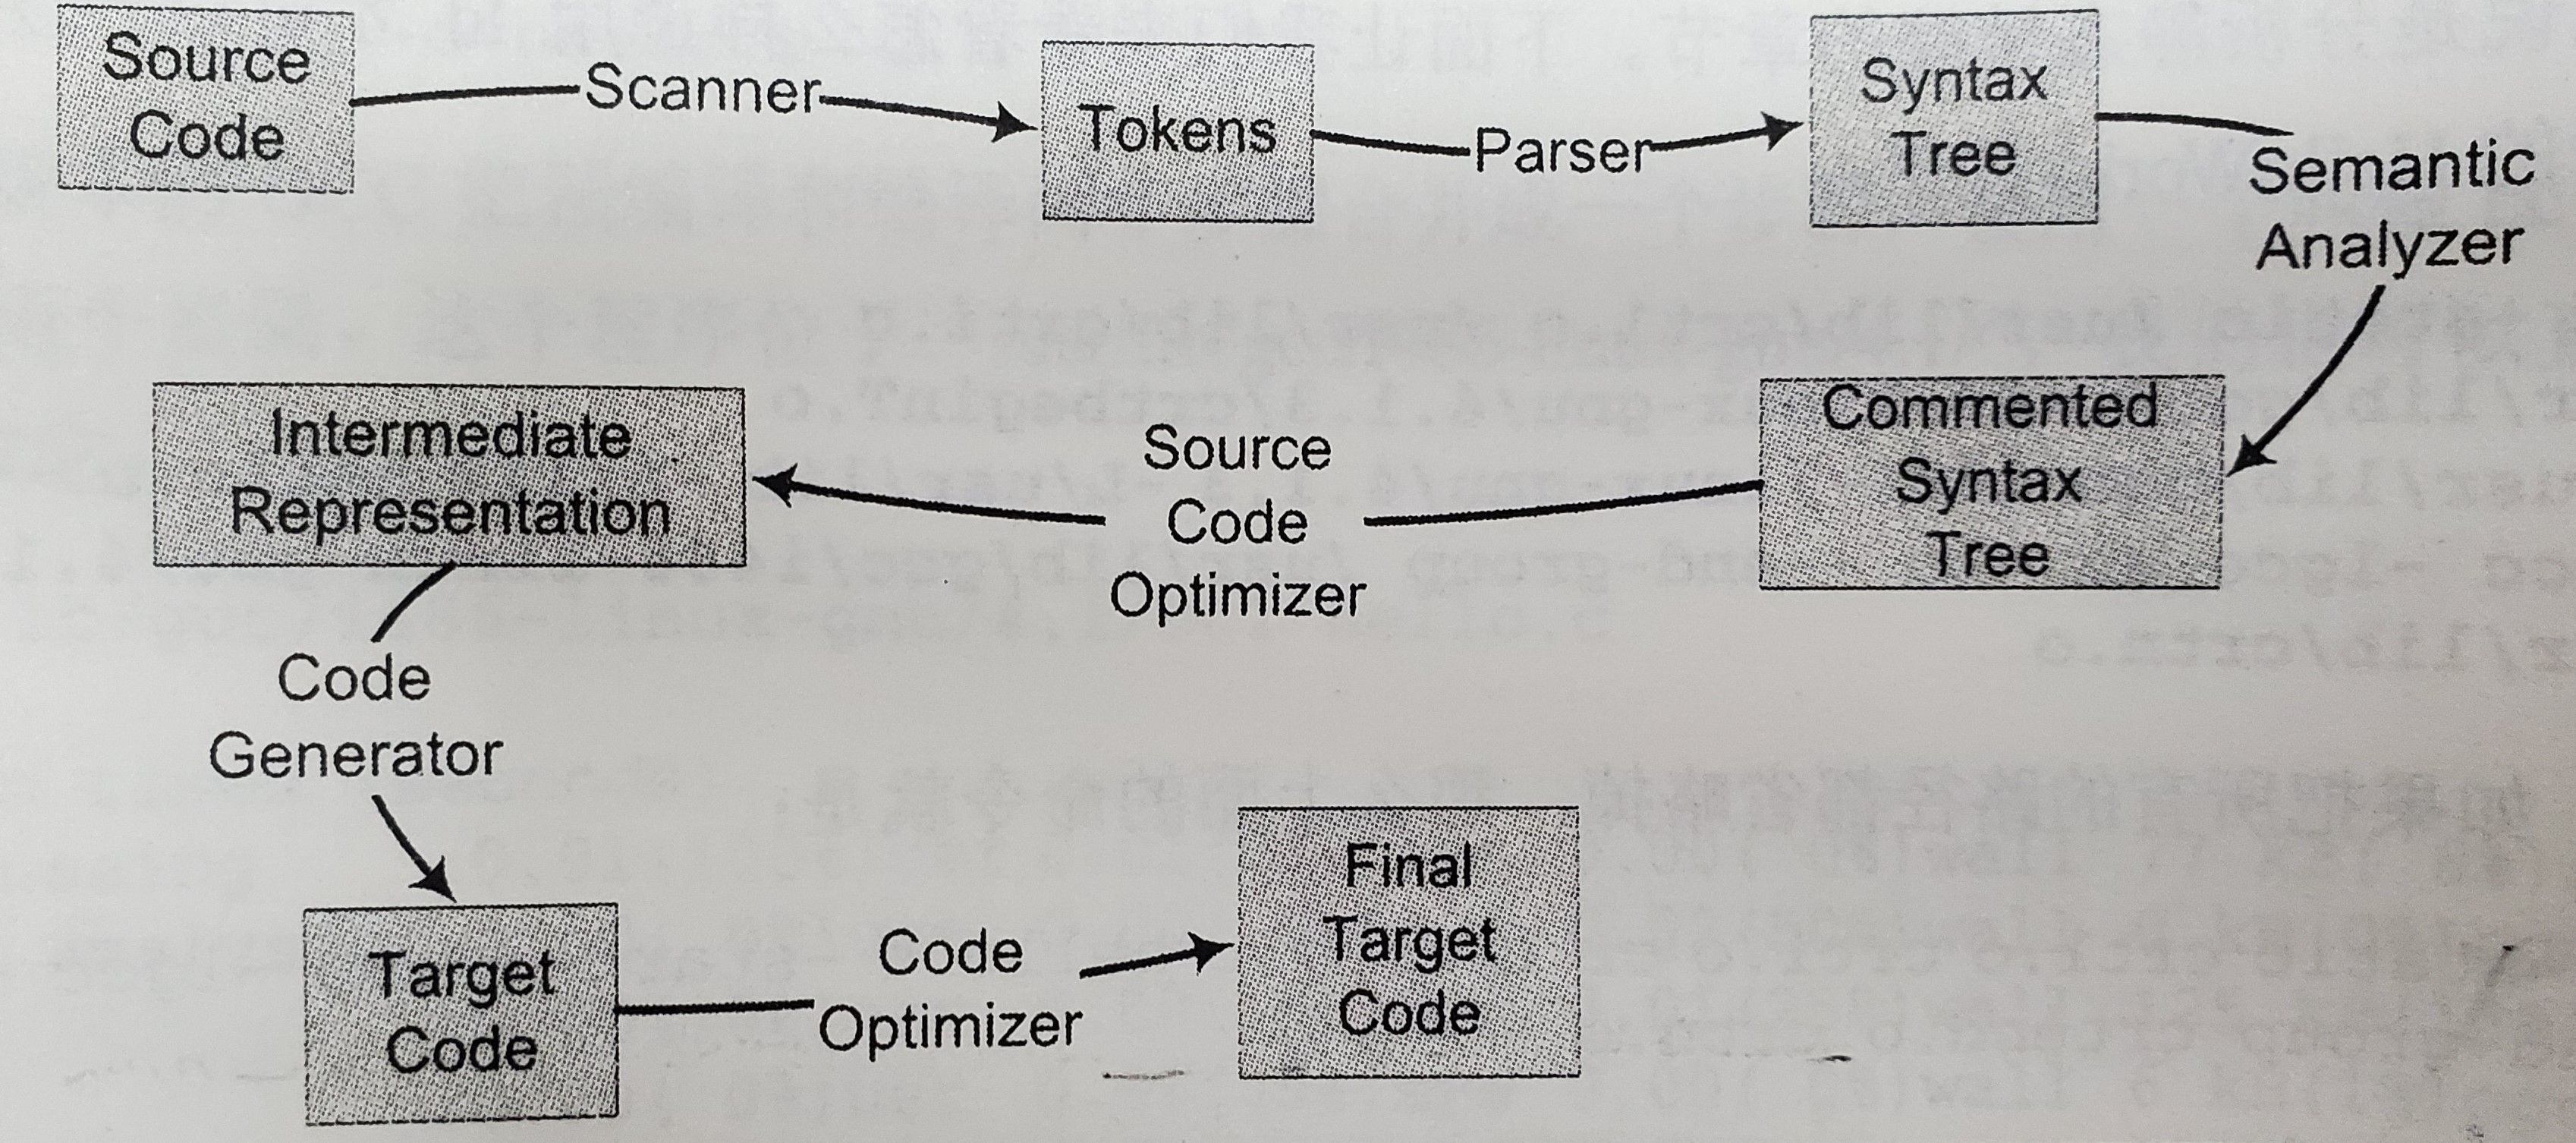 Source
Code
Scanner
Tokens
Parser
Syntax
Tree
Semantic
Analyzer
Commented
Syntax
Tree
Source
Code
Optimizer
Intermediate
Representation
Code
Generator
Target
Code
Code
Optimizer
Final
Target
Code